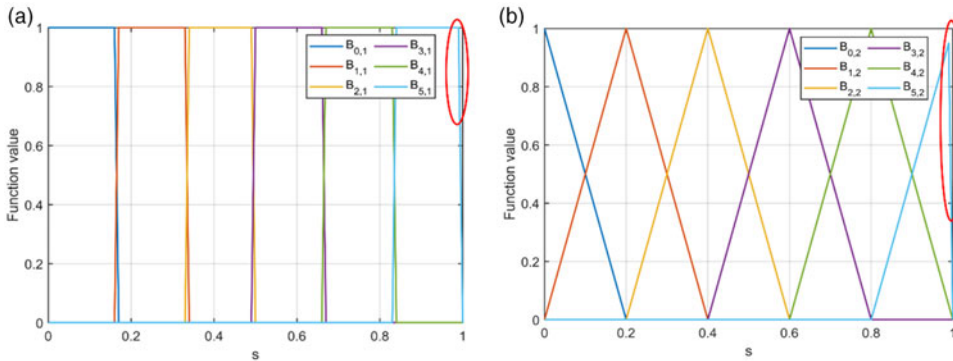 (a)
1
0.8
0.6
0.4
0.2
0
Function value
B0,1 B3,1
B1,1 B4,1
B2,1 B5,1
0 0.2 0.4 0.6 0.8 1
s
(b)
1
0.8
0.6
0.4
0.2
0
Function value
B0,2 B3,2
B1,2 B4,2
B2,2 B5,2
0 0.2 0.4 0.6 0.8 1
s